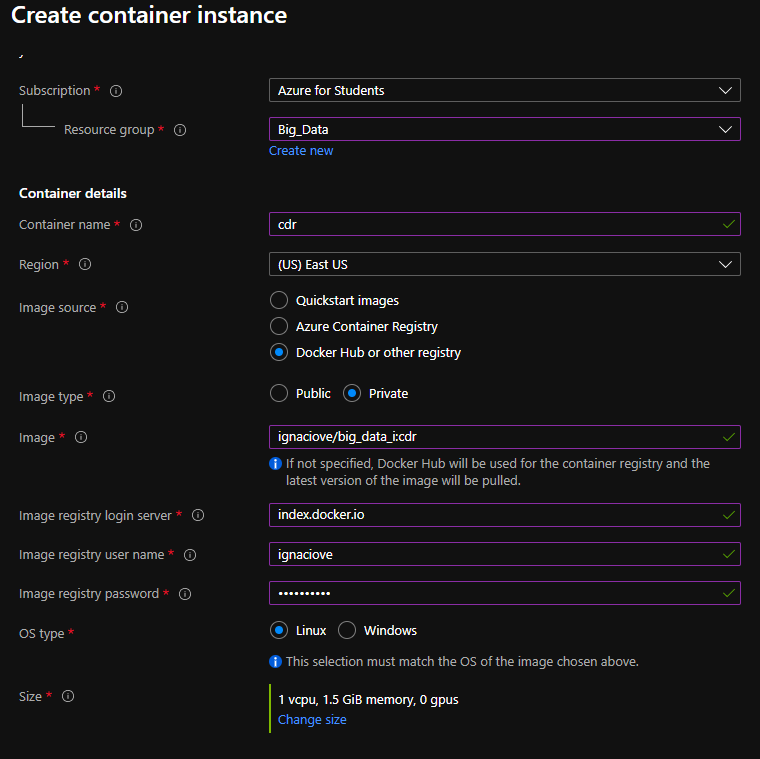 Create container instance
Subscription *
Azure for Students
Resource group *
Big_Data
Create new
Container details
Container name *
cdr
Region *
(US) East US
Image source *
Quickstart images
Azure Container Registry
Docker Hub or other registry
Image type *
Public
Private
Image *
ignaciove/big_data_i:cdr
If not specified, Docker Hub will be used for the container registry and the
latest version of the image will be pulled.
Image registry login server *
index.docker.io
Image registry user name *
ignaciove
Image registry password *
••••••••••
OS type *
Linux
Windows
This selection must match the OS of the image chosen above.
Size *
1 vcpu, 1.5 GiB memory, 0 gpus
Change size